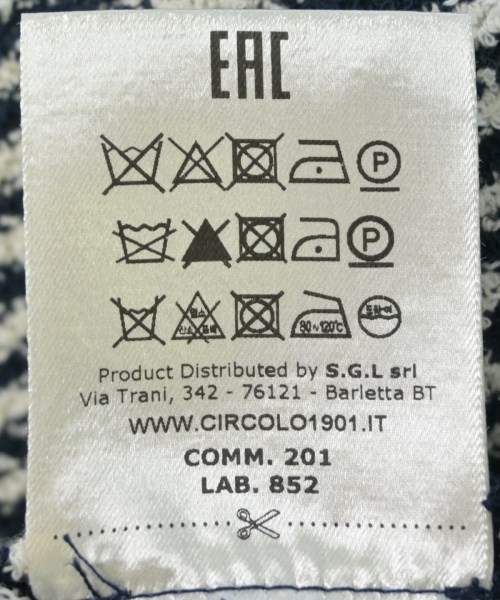 EAC
P
P
80~120℃
Product Distributed by S.G.L srl
Via Trani, 342 - 76121 - Barletta BT
WWW.CIRCOLO1901.IT
COMM. 201
LAB. 852